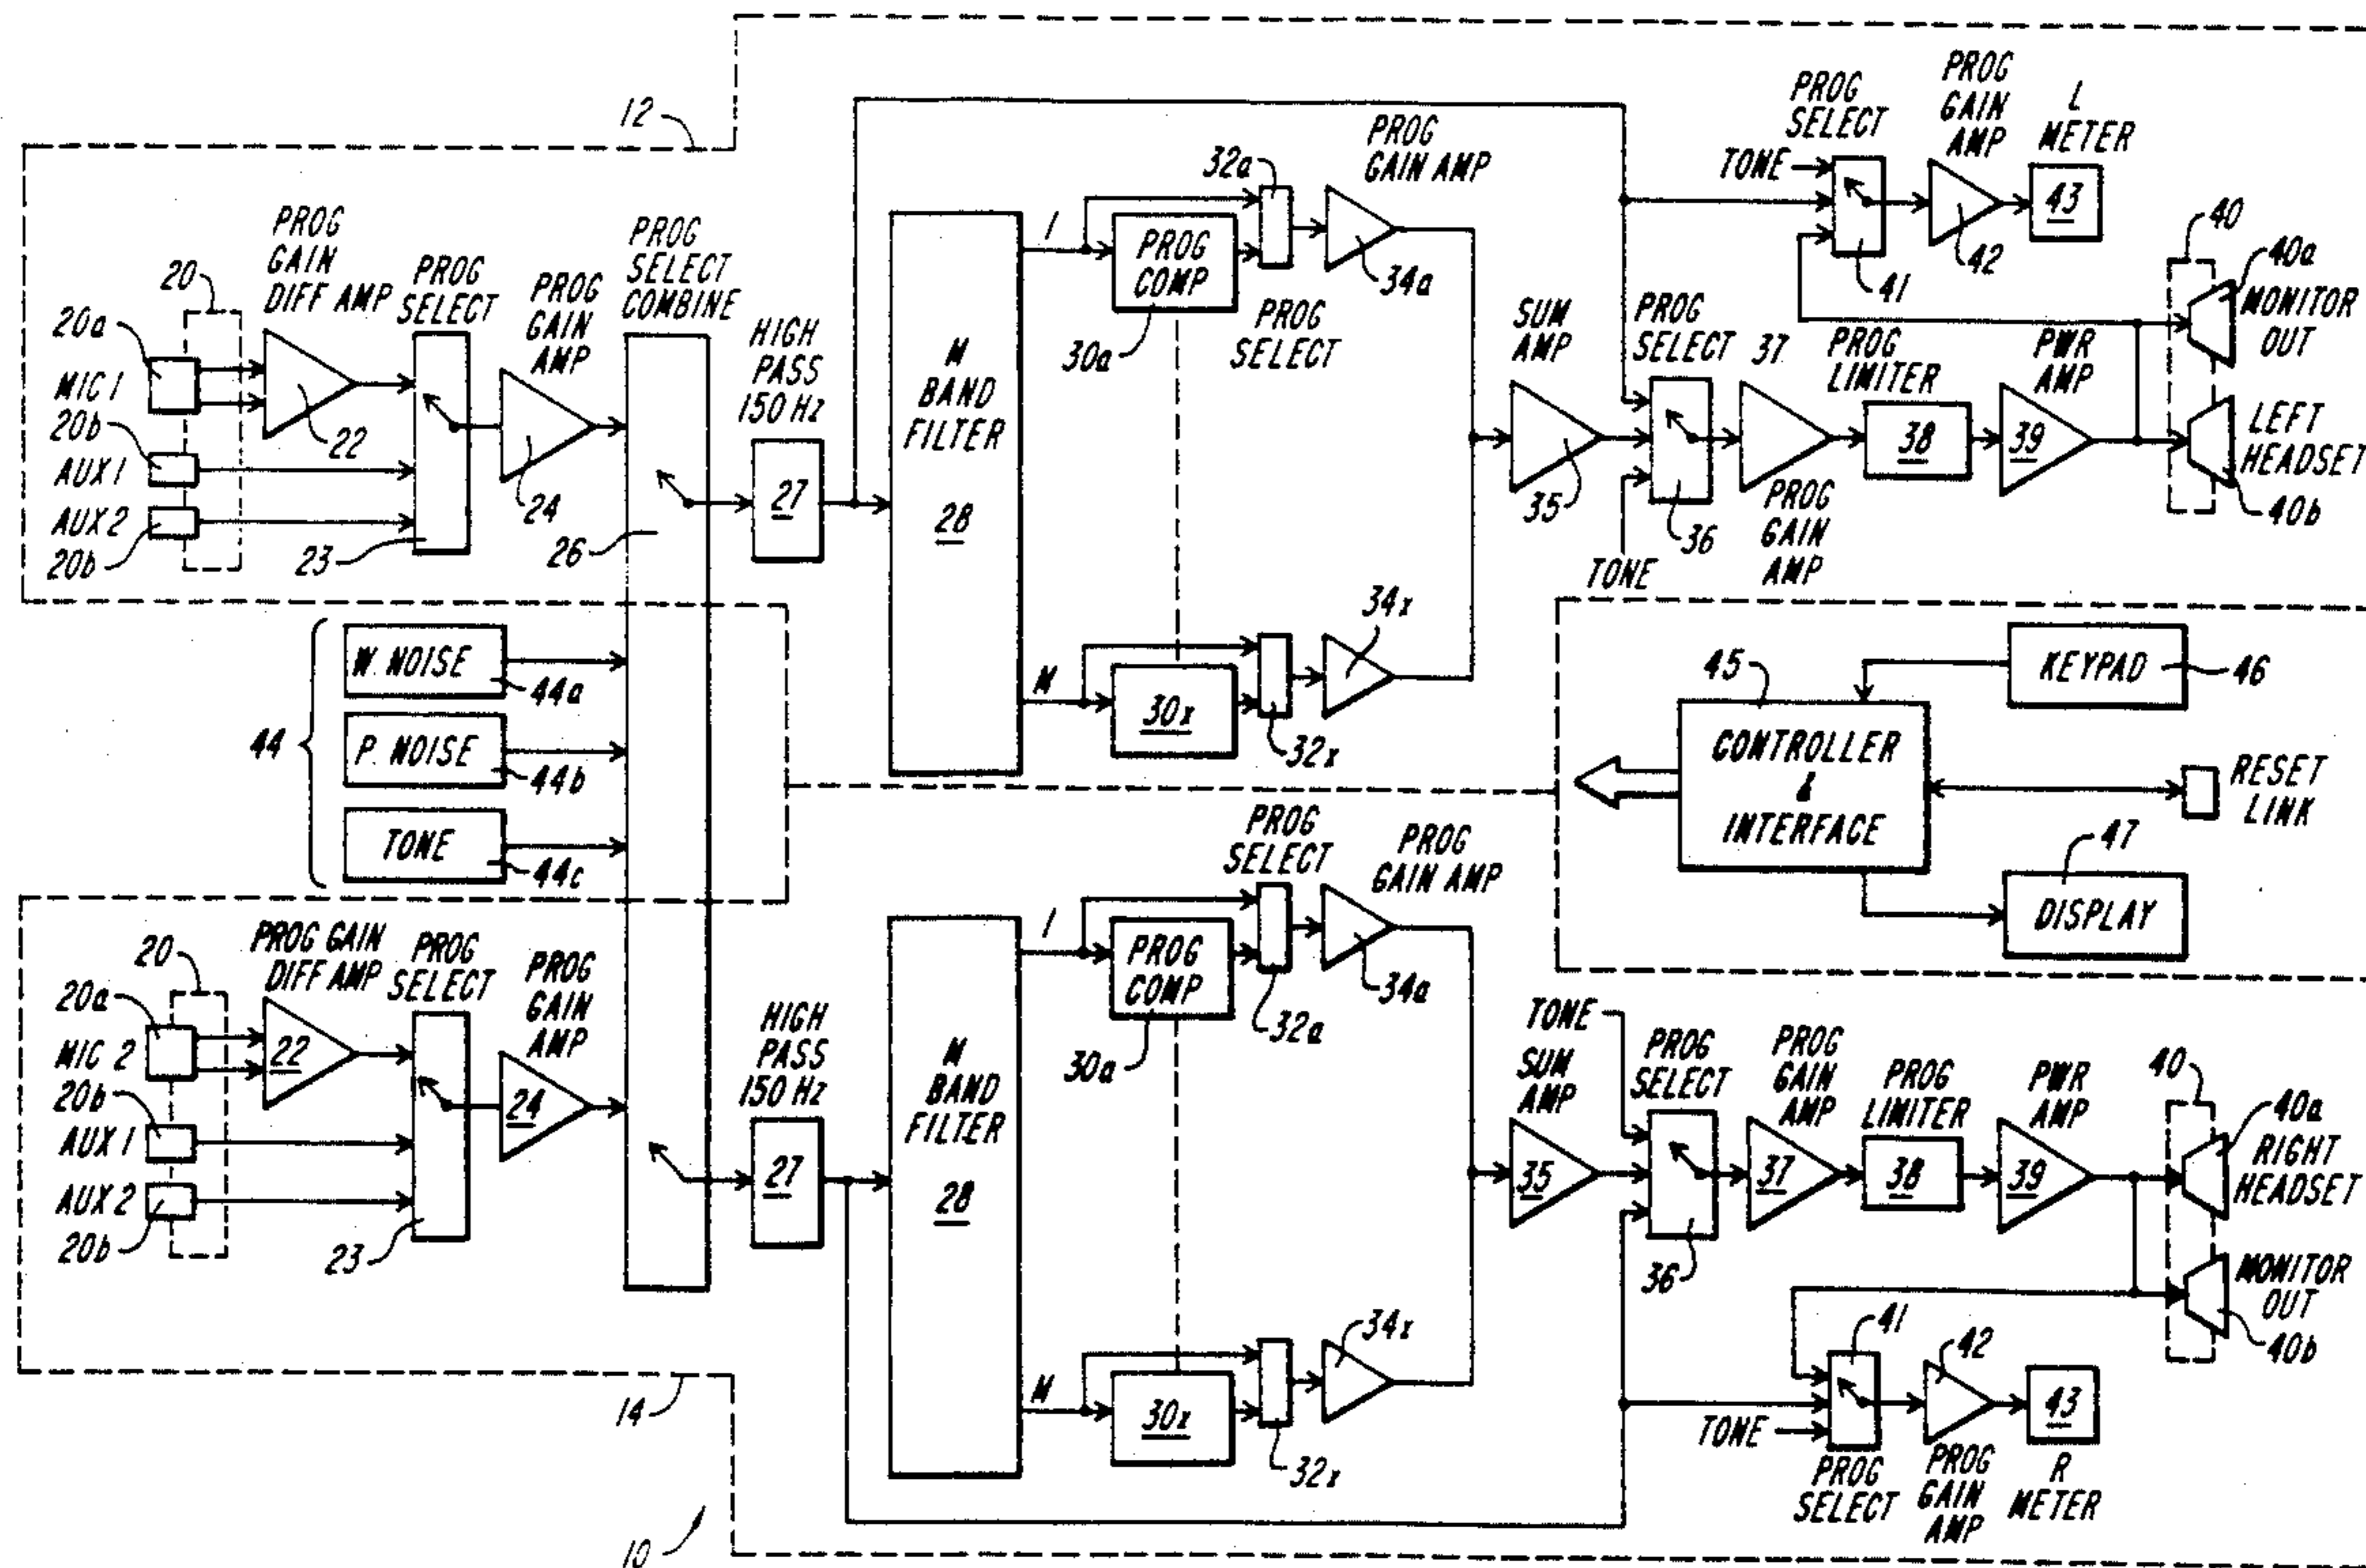 12
PROG
SELECT
PROG
GAIN
AMP
L
METER
TONE
43
41
42
32a
PROG
GAIN AMP
34a
PROG
COMP
30a
PROG
SELECT
20
20a
MIC 1
20b
AUX 1
AUX 2
20b
PROG
GAIN
DIFF AMP
22
PROG
SELECT
23
PROG
GAIN
AMP
24
PROG
SELECT
COMBINE
26
HIGH
PASS
150 HZ
27
M
BAND
FILTER
28
1
M
30x
32x
34x
SUM
AMP
35
PROG
SELECT
36
TONE
37
PROG
GAIN
AMP
PROG
LIMITER
38
PWR
AMP
39
40
40a
MONITOR
OUT
LEFT
HEADSET
40b
44
W. NOISE
44a
P. NOISE
44b
TONE
44c
45
CONTROLLER
&
INTERFACE
KEYPAD
46
RESET
LINK
47
DISPLAY
20
20a
MIC 2
20b
AUX 1
AUX 2
20b
PROG GAIN
DIFF AMP
22
PROG
SELECT
23
PROG
GAIN
AMP
24
HIGH
PASS
150 HZ
27
M
BAND
FILTER
28
1
M
PROG
COMP
30a
PROG
SELECT
32a
PROG
GAIN AMP
34a
30x
32x
34x
TONE
SUM
AMP
35
PROG
SELECT
36
PROG
GAIN
AMP
37
PROG
LIMITER
38
PWR
AMP
39
40
40a
RIGHT
HEADSET
MONITOR
OUT
40b
41
42
43
TONE
PROG
SELECT
PROG
GAIN
AMP
R
METER
14
10